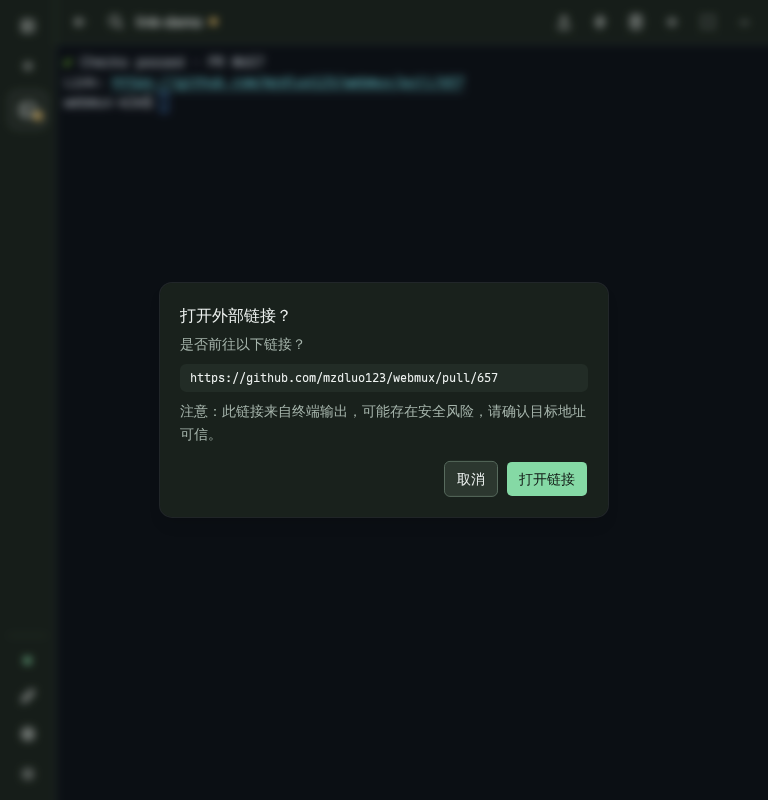 打开外部链接？
是否前往以下链接？
https://github.com/mzdluo123/webmux/pull/657
注意：此链接来自终端输出，可能存在安全风险，请确认目标地址
可信。
取消
打开链接